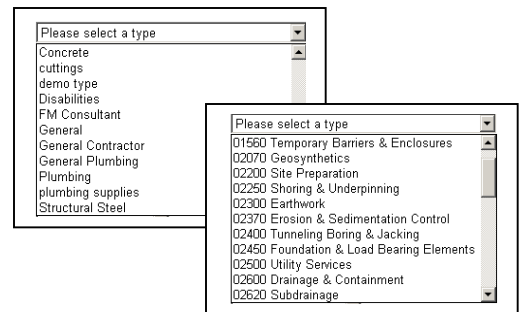 Please select a type
Concrete
cuttings
demo type
Disabilities
FM Consultant
General
General Contractor
General Plumbing
Plumbing
plumbing supplies
Structural Steel
Please select a type
01560 Temporary Barriers & Enclosures
02070 Geosynthetics
02200 Site Preparation
02250 Shoring & Underpinning
02300 Earthwork
02370 Erosion & Sedimentation Control
02400 Tunneling Boring & Jacking
02450 Foundation & Load Bearing Elements
02500 Utility Services
02600 Drainage & Containment
02620 Subdrainage